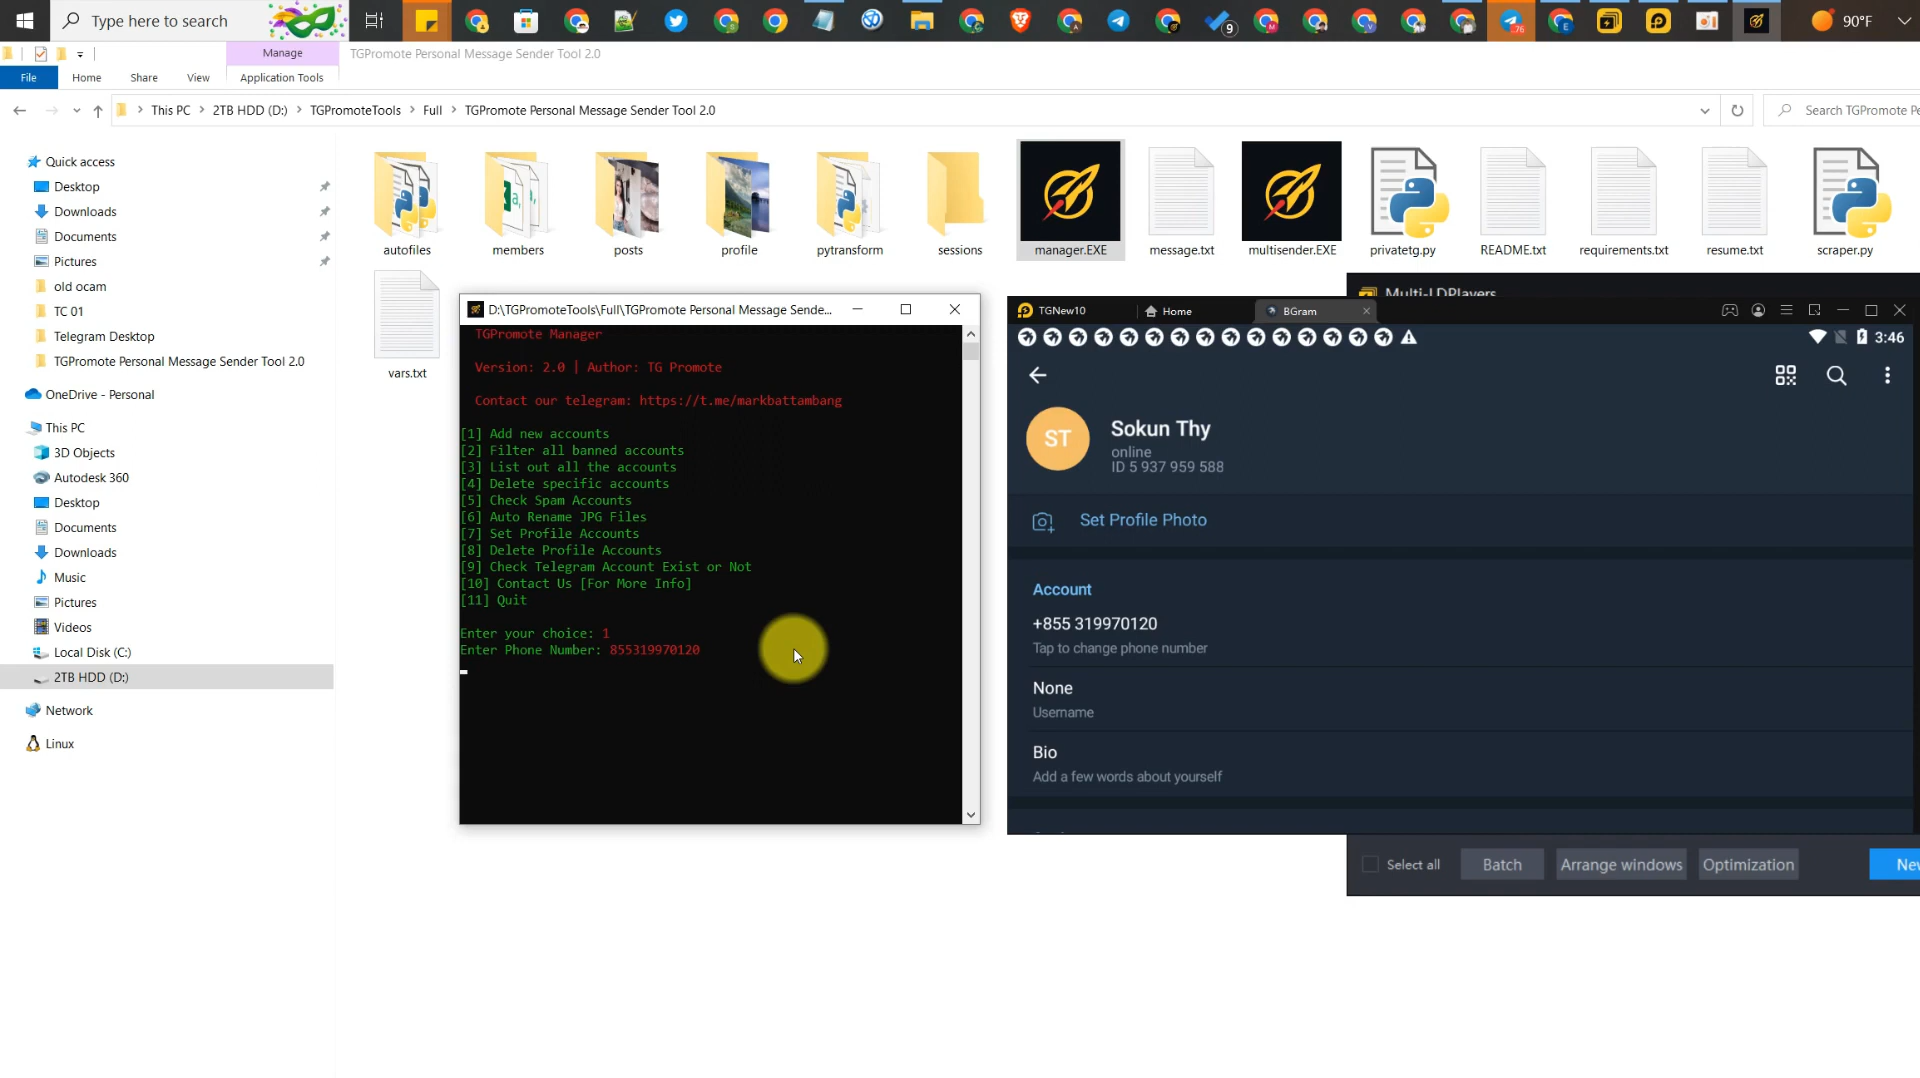 Type here to search
9
76
90°F
Manage
TGPromote Personal Message Sender Tool 2.0
File
Home
Share
View
Application Tools
This PC
2TB HDD (D:)
TGPromoteTools
Full
TGPromote Personal Message Sender Tool 2.0
Search TGPromote Pe
Quick access
Desktop
Downloads
Documents
Pictures
old ocam
TC 01
Telegram Desktop
TGPromote Personal Message Sender Tool 2.0
OneDrive - Personal
This PC
3D Objects
Autodesk 360
Desktop
Documents
Downloads
Music
Pictures
Videos
Local Disk (C:)
2TB HDD (D:)
Network
Linux
autofiles
members
posts
profile
pytransform
sessions
manager.EXE
message.txt
multisender.EXE
privatetg.py
README.txt
requirements.txt
resume.txt
scraper.py
vars.txt
D:\TGPromoteTools\Full\TGPromote Personal Message Sende...
TGPromote Manager
Version: 2.0 | Author: TG Promote
Contact our telegram: https://t.me/markbattambang
[1] Add new accounts
[2] Filter all banned accounts
[3] List out all the accounts
[4] Delete specific accounts
[5] Check Spam Accounts
[6] Auto Rename JPG Files
[7] Set Profile Accounts
[8] Delete Profile Accounts
[9] Check Telegram Account Exist or Not
[10] Contact Us [For More Info]
[11] Quit
Enter your choice: 1
Enter Phone Number: 855319970120
Multi-LDPlayers
TGNew10
Home
BGram
3:46
ST
Sokun Thy
online
ID 5 937 959 588
Set Profile Photo
Account
+855 319970120
Tap to change phone number
None
Username
Bio
Add a few words about yourself
Select all
Batch
Arrange windows
Optimization
New